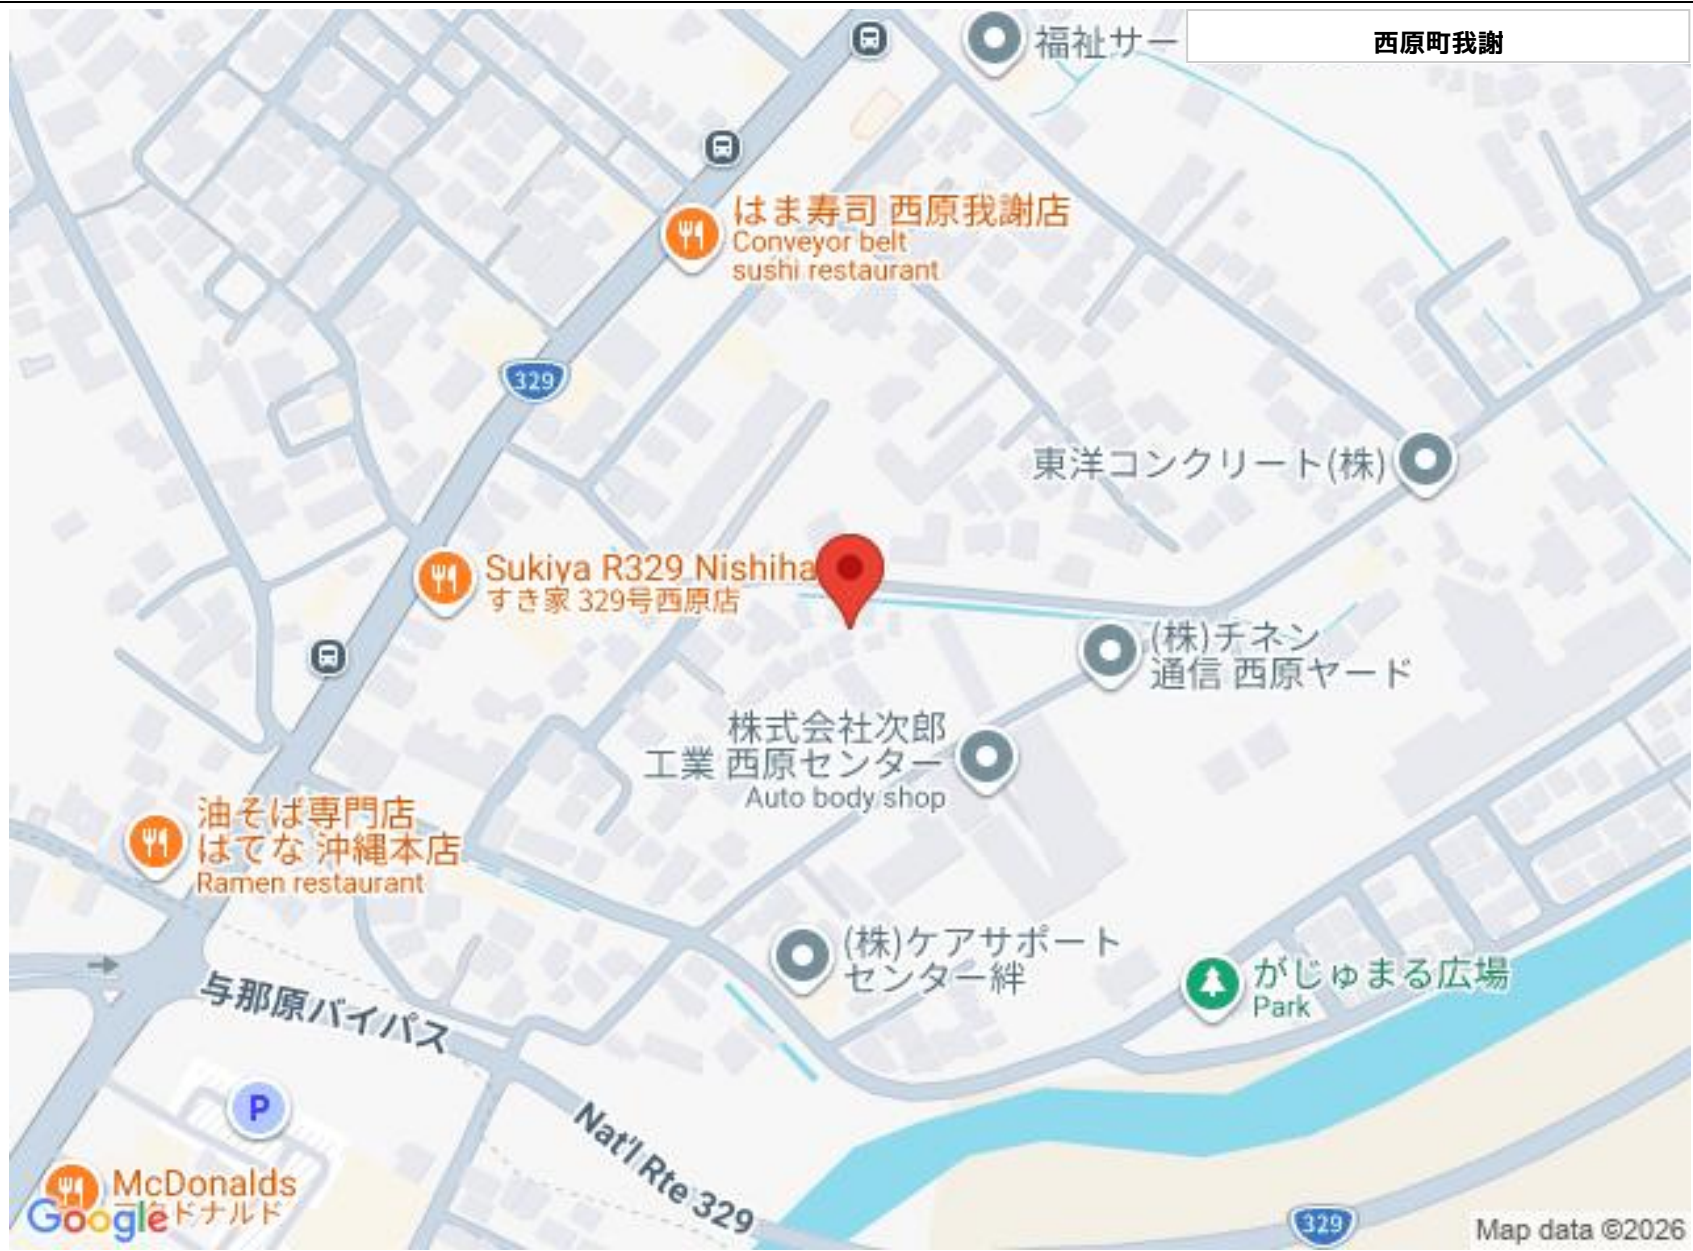 福祉サー
西原町我謝
はま寿司 西原我謝店
Conveyor belt
sushi restaurant
329
東洋コンクリート(株)
Sukiya R329 Nishiha
すき家 329号西原店
(株)チネン
通信 西原ヤード
株式会社次郎
工業 西原センター
Auto body shop
油そば専門店
はてな 沖縄本店
Ramen restaurant
(株)ケアサポート
センター絆
がじゅまる広場
Park
与那原バイパス
P
Nat'l Rte 329
McDonalds
ドナルド
Google
329
Map data ©2026